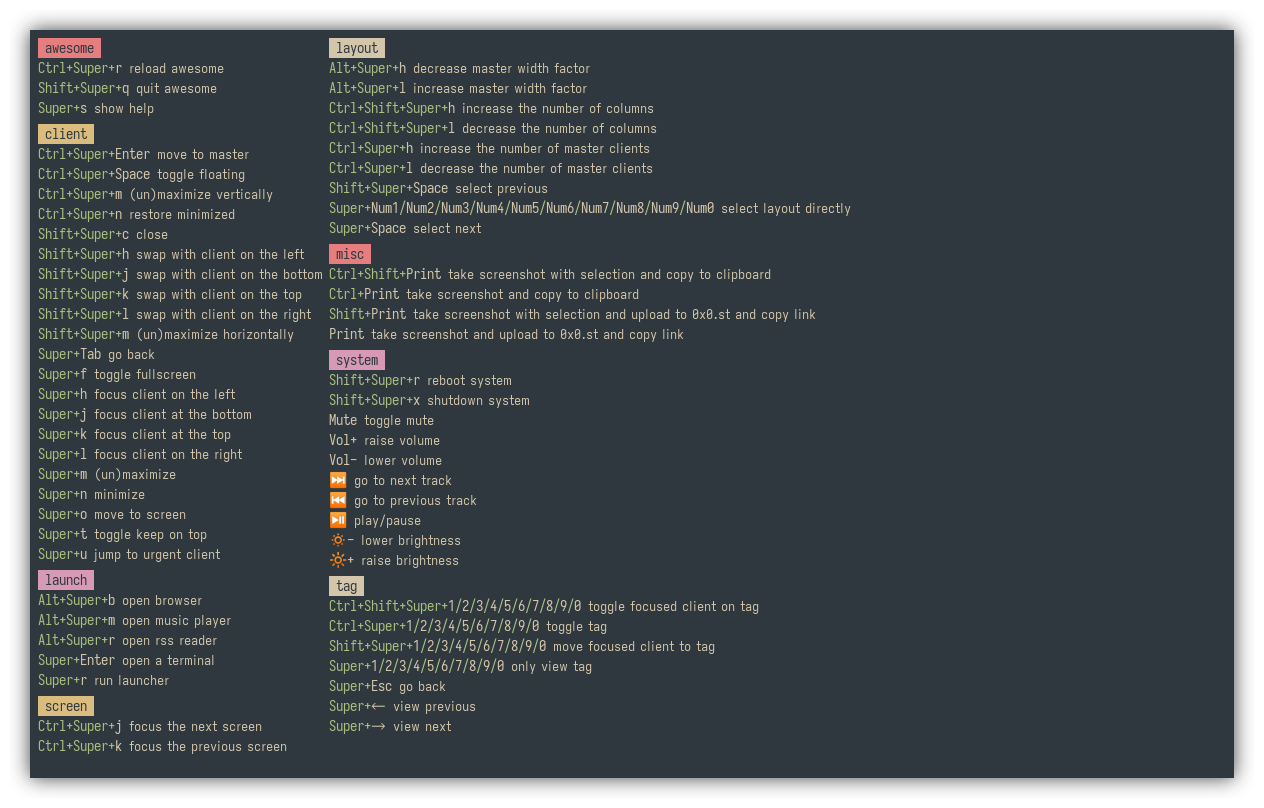 awesome
Ctrl+Super+r reload awesome
Shift+Super+q quit awesome
Super+s show help
client
Ctrl+Super+Enter move to master
Ctrl+Super+Space toggle floating
Ctrl+Super+m (un)maximize vertically
Ctrl+Super+n restore minimized
Shift+Super+c close
Shift+Super+h swap with client on the left
Shift+Super+j swap with client on the bottom
Shift+Super+k swap with client on the top
Shift+Super+l swap with client on the right
Shift+Super+m (un)maximize horizontally
Super+Tab go back
Super+f toggle fullscreen
Super+h focus client on the left
Super+j focus client at the bottom
Super+k focus client at the top
Super+l focus client on the right
Super+m (un)maximize
Super+n minimize
Super+o move to screen
Super+t toggle keep on top
Super+u jump to urgent client
launch
Alt+Super+b open browser
Alt+Super+m open music player
Alt+Super+r open rss reader
Super+Enter open a terminal
Super+r run launcher
screen
Ctrl+Super+j focus the next screen
Ctrl+Super+k focus the previous screen
layout
Alt+Super+h decrease master width factor
Alt+Super+l increase master width factor
Ctrl+Shift+Super+h increase the number of columns
Ctrl+Shift+Super+l decrease the number of columns
Ctrl+Super+h increase the number of master clients
Ctrl+Super+l decrease the number of master clients
Shift+Super+Space select previous
Super+Num1/Num2/Num3/Num4/Num5/Num6/Num7/Num8/Num9/Num0 select layout directly
Super+Space select next
misc
Ctrl+Shift+Print take screenshot with selection and copy to clipboard
Ctrl+Print take screenshot and copy to clipboard
Shift+Print take screenshot with selection and upload to 0x0.st and copy link
Print take screenshot and upload to 0x0.st and copy link
system
Shift+Super+r reboot system
Shift+Super+x shutdown system
Mute toggle mute
Vol+ raise volume
Vol- lower volume
⏭ go to next track
⏮ go to previous track
⏯ play/pause
🔅- lower brightness
🔆+ raise brightness
tag
Ctrl+Shift+Super+1/2/3/4/5/6/7/8/9/0 toggle focused client on tag
Ctrl+Super+1/2/3/4/5/6/7/8/9/0 toggle tag
Shift+Super+1/2/3/4/5/6/7/8/9/0 move focused client to tag
Super+1/2/3/4/5/6/7/8/9/0 only view tag
Super+Esc go back
Super+← view previous
Super+→ view next